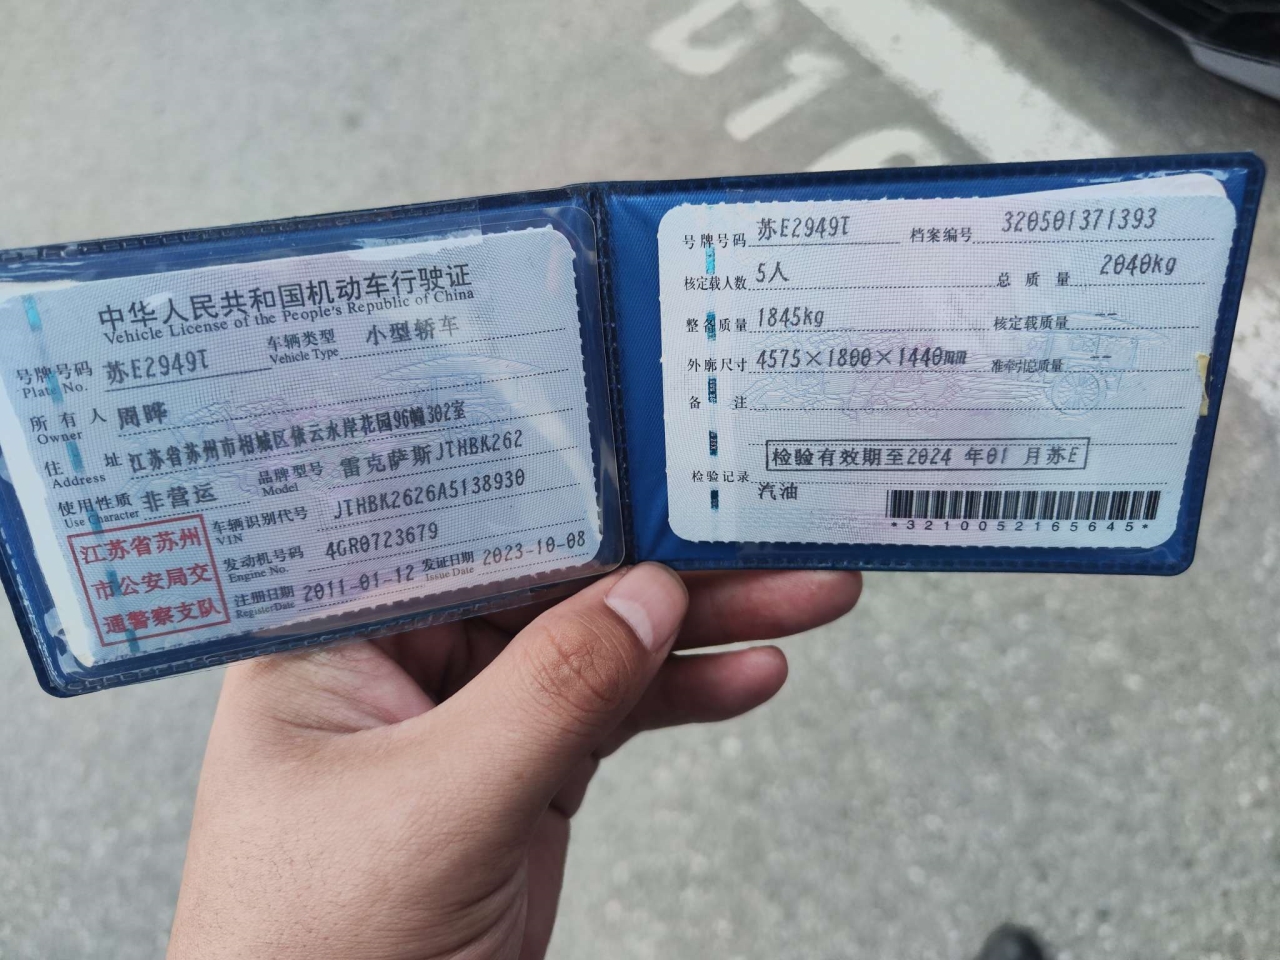 中华人民共和国机动车行驶证
Vehicle License of the People's Republic of China
号牌号码 苏E2949T 车辆类型 小型轿车
Plate No. Vehicle Type
所有人 周晔
Owner
住址 江苏省苏州市相城区依云水岸花园96幢302室
Address
使用性质 非营运 品牌型号 雷克萨斯JTHBK262
Use Character Model
江苏省苏州
市公安局交
通警察支队
车辆识别代号 JTHBK2626A5138930
VIN
发动机号码 4GR0723679
Engine No.
注册日期 2011-01-12 发证日期 2023-10-08
Register Date Issue Date
号牌号码 苏E2949T 档案编号 320501371393
核定载人数 5人 总质量 2040kg
整备质量 1845kg 核定载质量 --
外廓尺寸 4575×1800×1440mm 准牵引总质量 --
备注
检验有效期至2024 年01 月苏E
检验记录
汽油
*3210052165645*
010